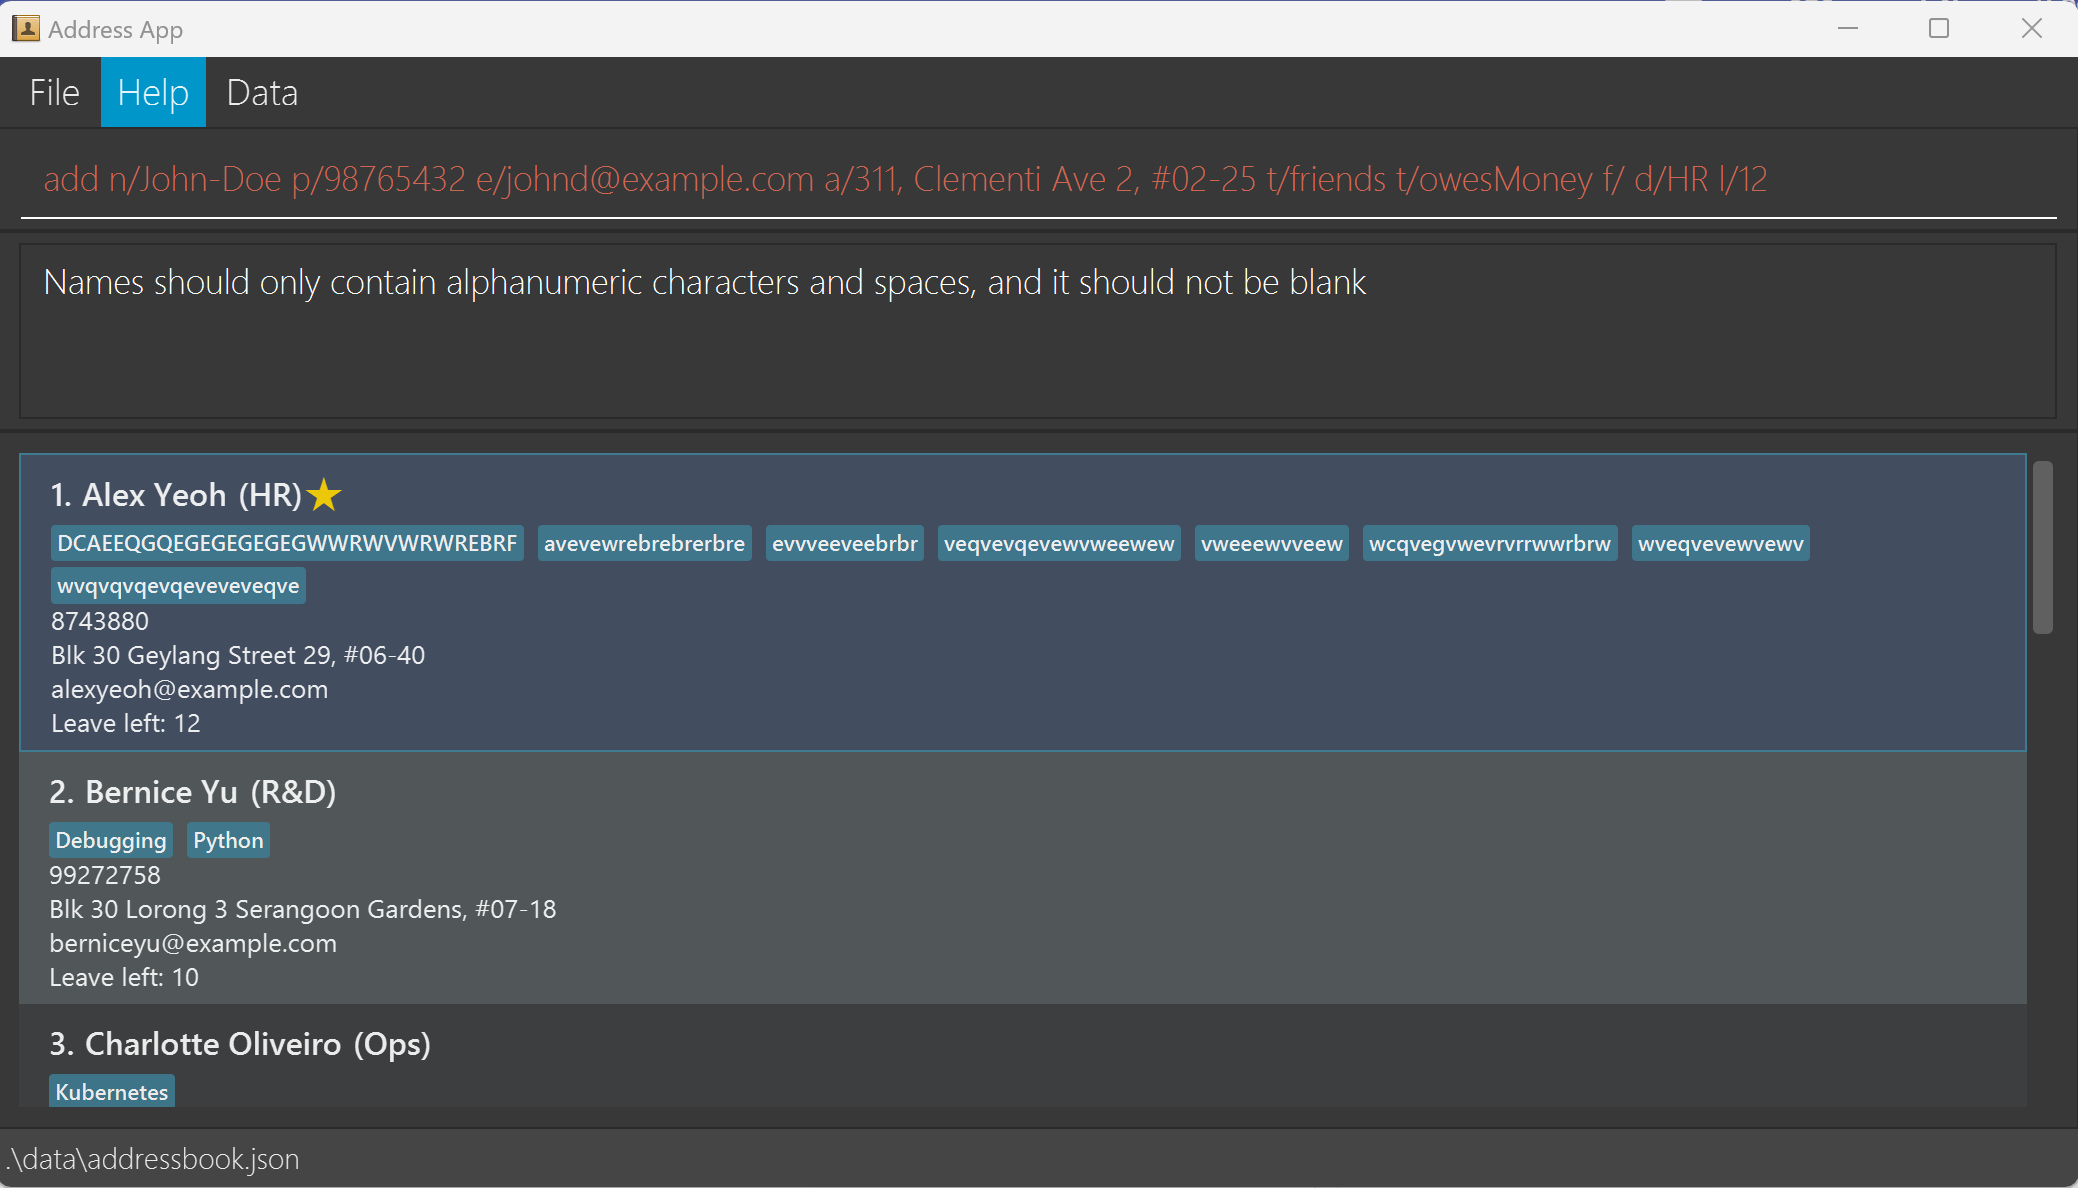 Address App
File Help Data
add n/John-Doe p/98765432 e/johnd@example.com a/311, Clementi Ave 2, #02-25 t/friends t/owesMoney f/ d/HR l/12
Names should only contain alphanumeric characters and spaces, and it should not be blank
1. Alex Yeoh (HR)
DCAEEQGQEGEGEGEGEGWWRWVWRWREBRF avevewrebrebrerbre evvveeveebrbr veqvevqevewvweewew vweeewvveew wcqvegvwevrvrrwwrbrw wveqvevewvewv
wvqvqvqevqeveveveqve
8743880
Blk 30 Geylang Street 29, #06-40
alexyeoh@example.com
Leave left: 12
2. Bernice Yu (R&D)
Debugging Python
99272758
Blk 30 Lorong 3 Serangoon Gardens, #07-18
berniceyu@example.com
Leave left: 10
3. Charlotte Oliveiro (Ops)
Kubernetes
.\data\addressbook.json